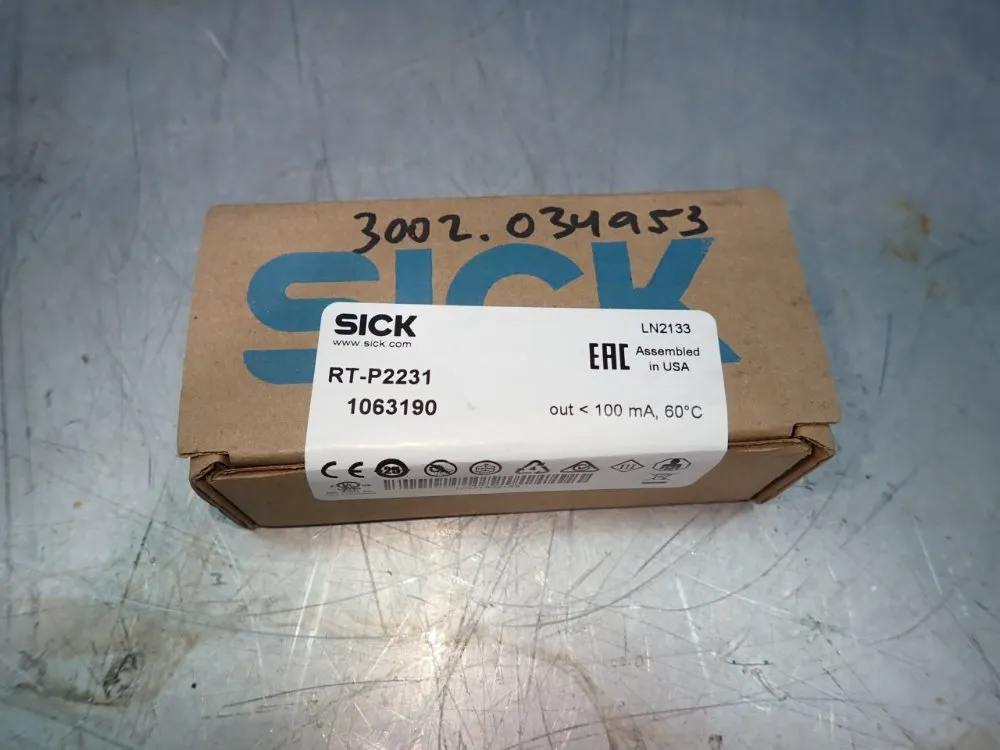 3002.034953
SICK
SICK
www.sick.com
LN2133
EAC
Assembled
in USA
RT-P2231
1063190
out < 100 mA, 60°C
CE
25